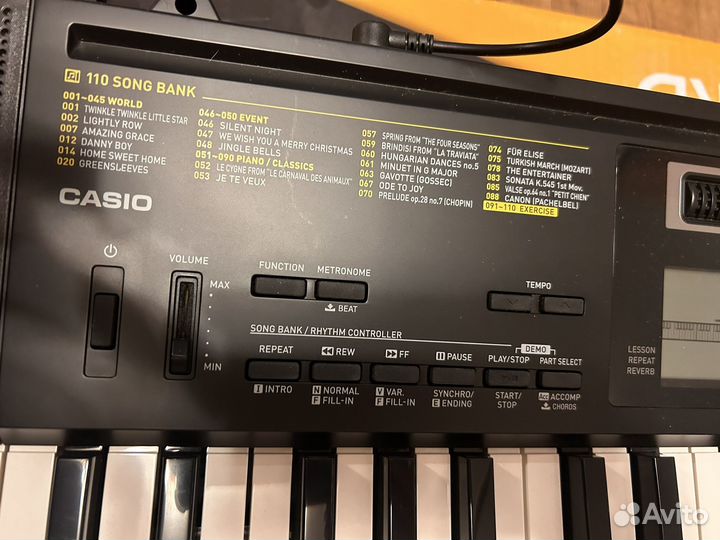 110 SONG BANK
001~045 WORLD
001 TWINKLE TWINKLE LITTLE STAR
002 LIGHTLY ROW
007 AMAZING GRACE
012 DANNY BOY
014 HOME SWEET HOME
020 GREENSLEEVES
046~050 EVENT
046 SILENT NIGHT
047 WE WISH YOU A MERRY CHRISTMAS
048 JINGLE BELLS
051~090 PIANO / CLASSICS
052 LE CYGNE FROM "LE CARNAVAL DES ANIMAUX"
053 JE TE VEUX
057 SPRING FROM "THE FOUR SEASONS"
059 BRINDISI FROM "LA TRAVIATA"
060 HUNGARIAN DANCES no.5
061 MINUET IN G MAJOR
063 GAVOTTE (GOSSEC)
067 ODE TO JOY
070 PRELUDE op.28 no.7 (CHOPIN)
074 FÜR ELISE
075 TURKISH MARCH (MOZART)
078 THE ENTERTAINER
083 SONATA K.545 1st Mov.
085 VALSE op.64 no.1 "PETIT CHIEN"
088 CANON (PACHELBEL)
091~110 EXERCISE
CASIO
VOLUME
MAX
MIN
FUNCTION
METRONOME
BEAT
TEMPO
SONG BANK / RHYTHM CONTROLLER
DEMO
REPEAT
REW
FF
PAUSE
PLAY/STOP
PART SELECT
I INTRO
N NORMAL
F FILL-IN
V VAR.
F FILL-IN
SYNCHRO/
E ENDING
START/
STOP
Acc ACCOMP
CHORDS
LESSON
REPEAT
REVERB
Avito